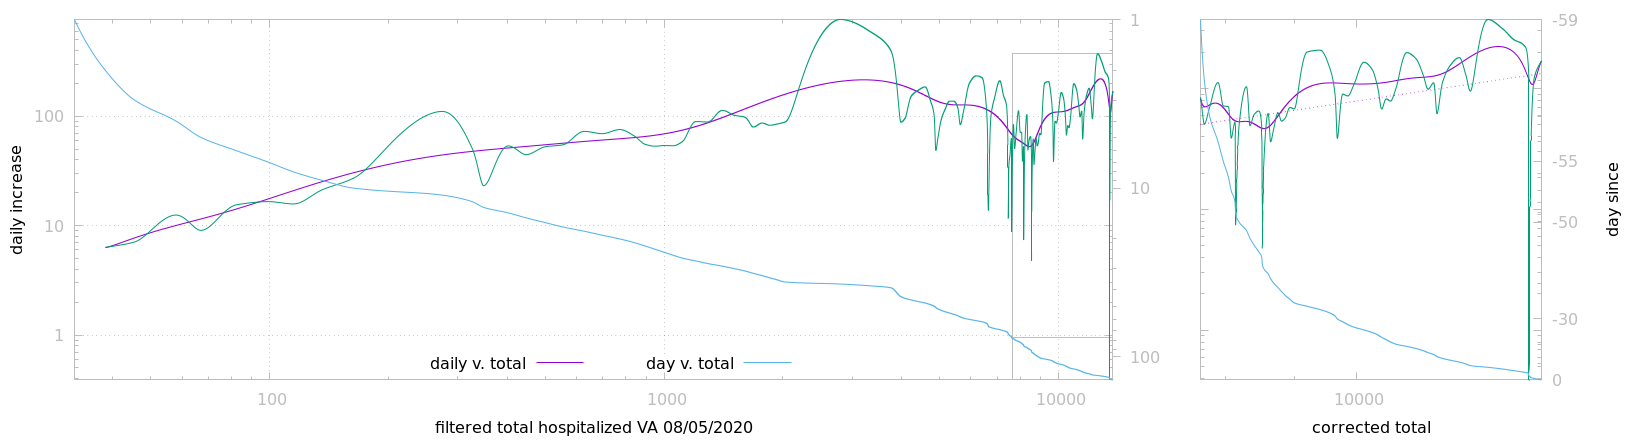 daily increase
100
10
1
daily v. total
day v. total
1
10
100
100
1000
10000
filtered total hospitalized VA 08/05/2020
-59
-55
-50
-30
0
day since
10000
corrected total